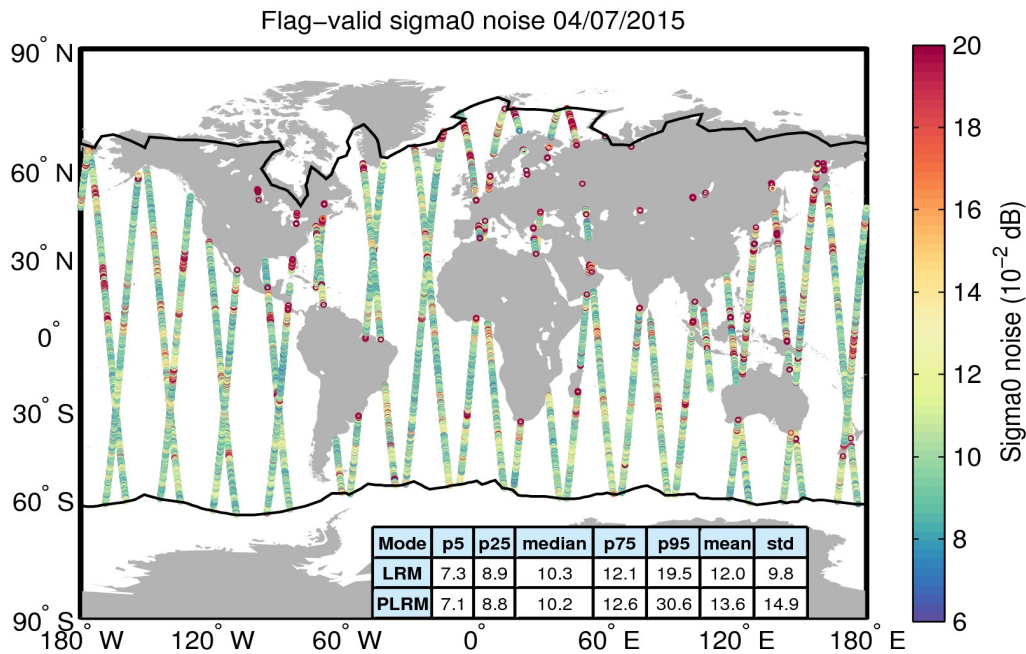 Flag−valid sigma0 noise 04/07/2015
90° N
60° N
30° N
0°
30° S
60° S
90° S
180° W 120° W 60° W 0° 60° E 120° E 180° E
Mode p5 p25 median p75 p95 mean std
LRM 7.3 8.9 10.3 12.1 19.5 12.0 9.8
PLRM 7.1 8.8 10.2 12.6 30.6 13.6 14.9
20
18
16
14
12
10
8
6
Sigma0 noise (10⁻² dB)